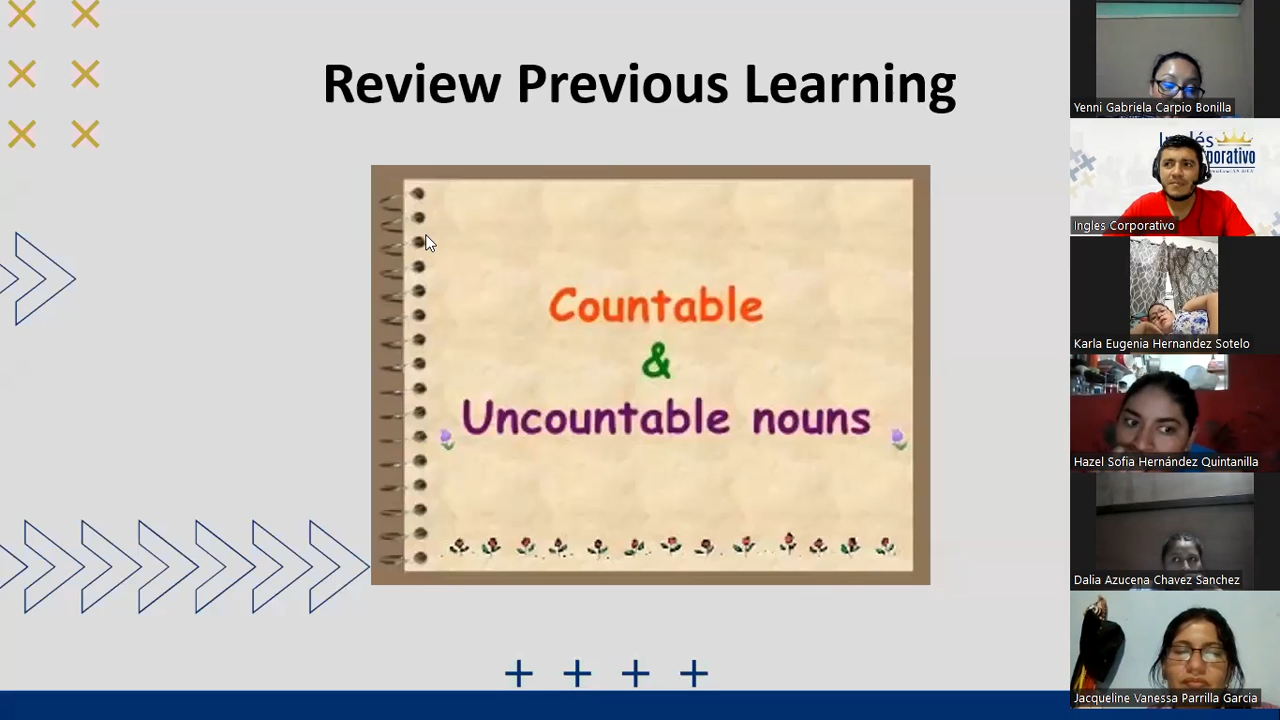 Review Previous Learning
Countable
&
Uncountable nouns
Yenni Gabriela Carpio Bonilla
Inglés
Ingles Corporativo
Karla Eugenia Hernandez Sotelo
Hazel Sofia Hernández Quintanilla
Dalia Azucena Chavez Sanchez
Jacqueline Vanessa Parrilla Garcia